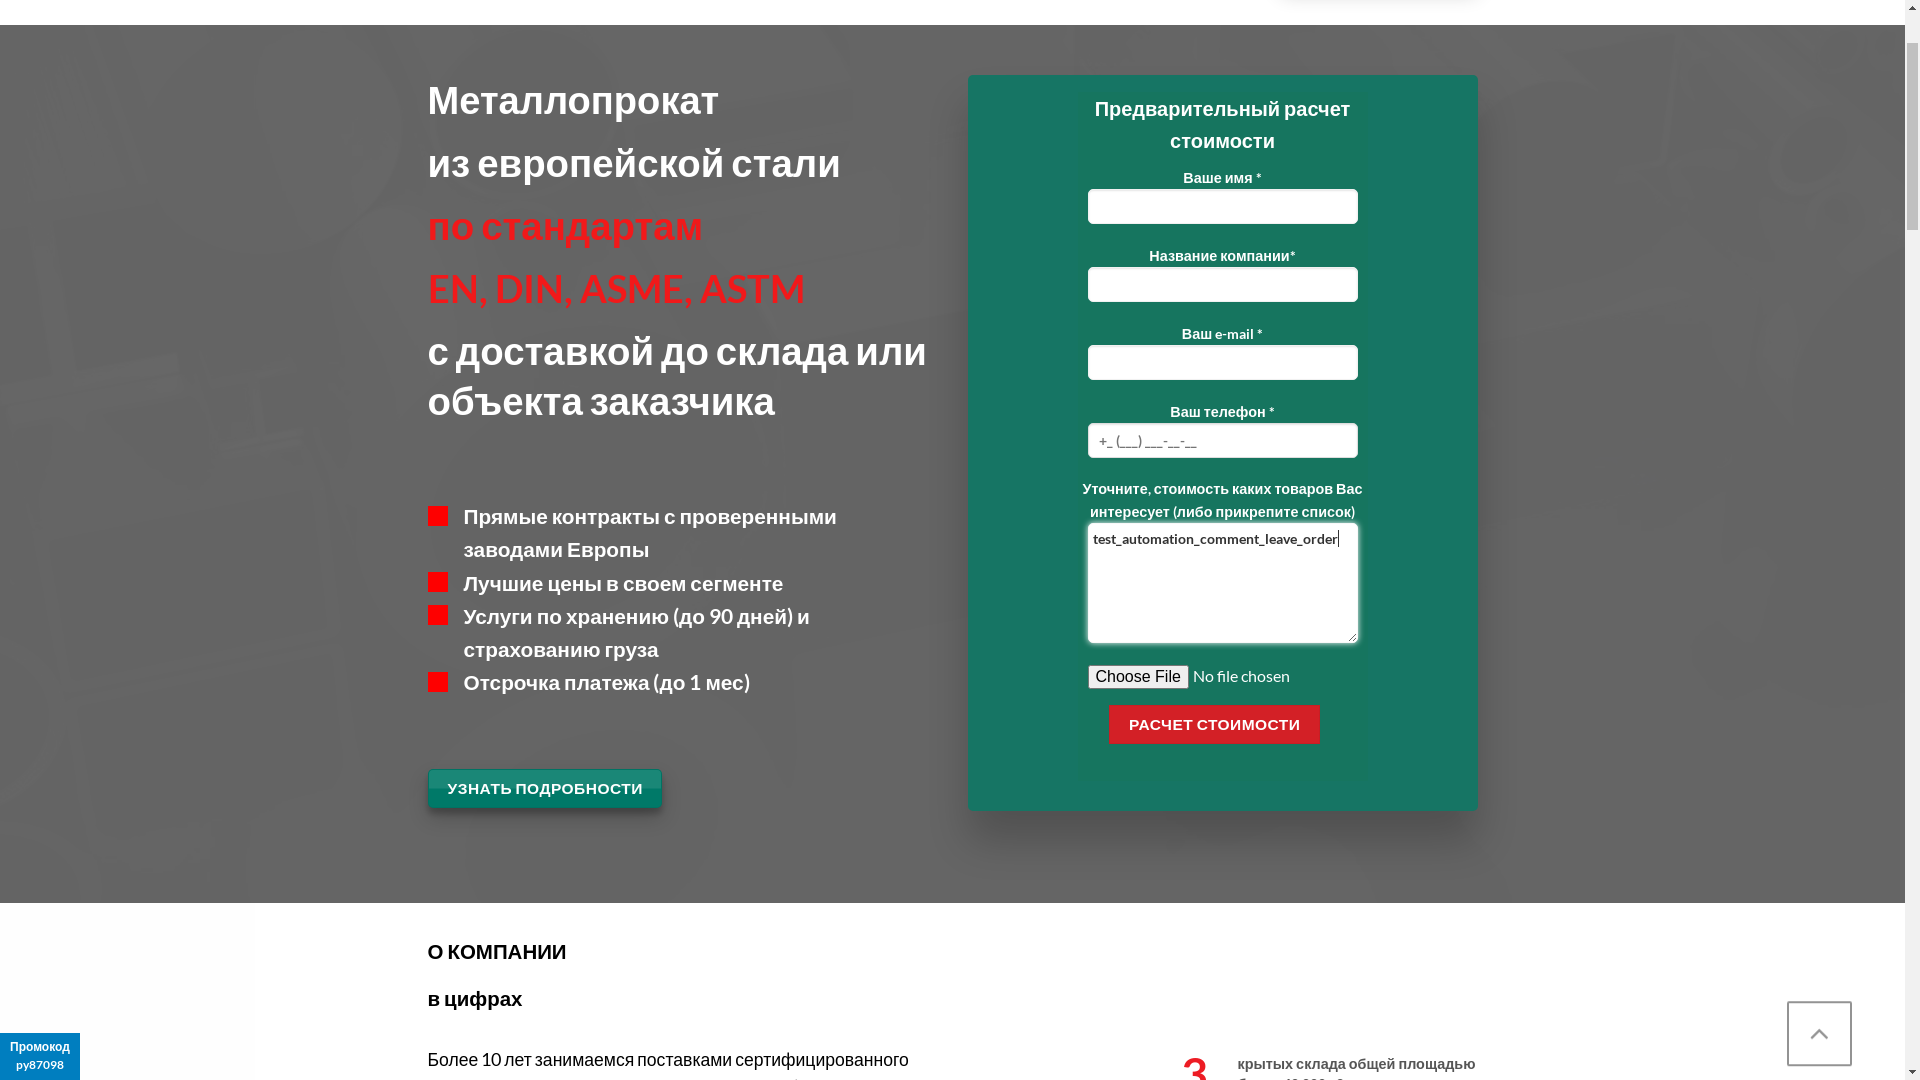 Металлопрокат
из европейской стали
по стандартам
EN, DIN, ASME, ASTM
с доставкой до склада или
объекта заказчика
Прямые контракты с проверенными
заводами Европы
Лучшие цены в своем сегменте
Услуги по хранению (до 90 дней) и
страхованию груза
Отсрочка платежа (до 1 мес)
УЗНАТЬ ПОДРОБНОСТИ
Предварительный расчет
стоимости
Ваше имя *
Название компании*
Ваш e-mail *
Ваш телефон *
+_ (___) ___-__-__
Уточните, стоимость каких товаров Вас
интересует (либо прикрепите список)
test_automation_comment_leave_order
Choose File No file chosen
РАСЧЕТ СТОИМОСТИ
О КОМПАНИИ
в цифрах
Более 10 лет занимаемся поставками сертифицированного
3
крытых склада общей площадью
Промокод
py87098